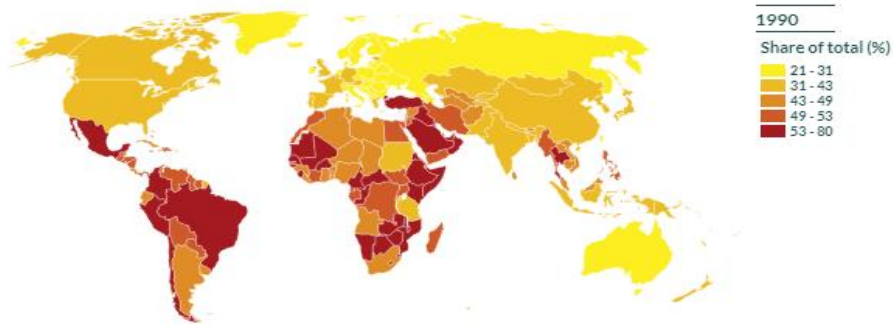 1990
Share of total (%)
21 - 31
31 - 43
43 - 49
49 - 53
53 - 80